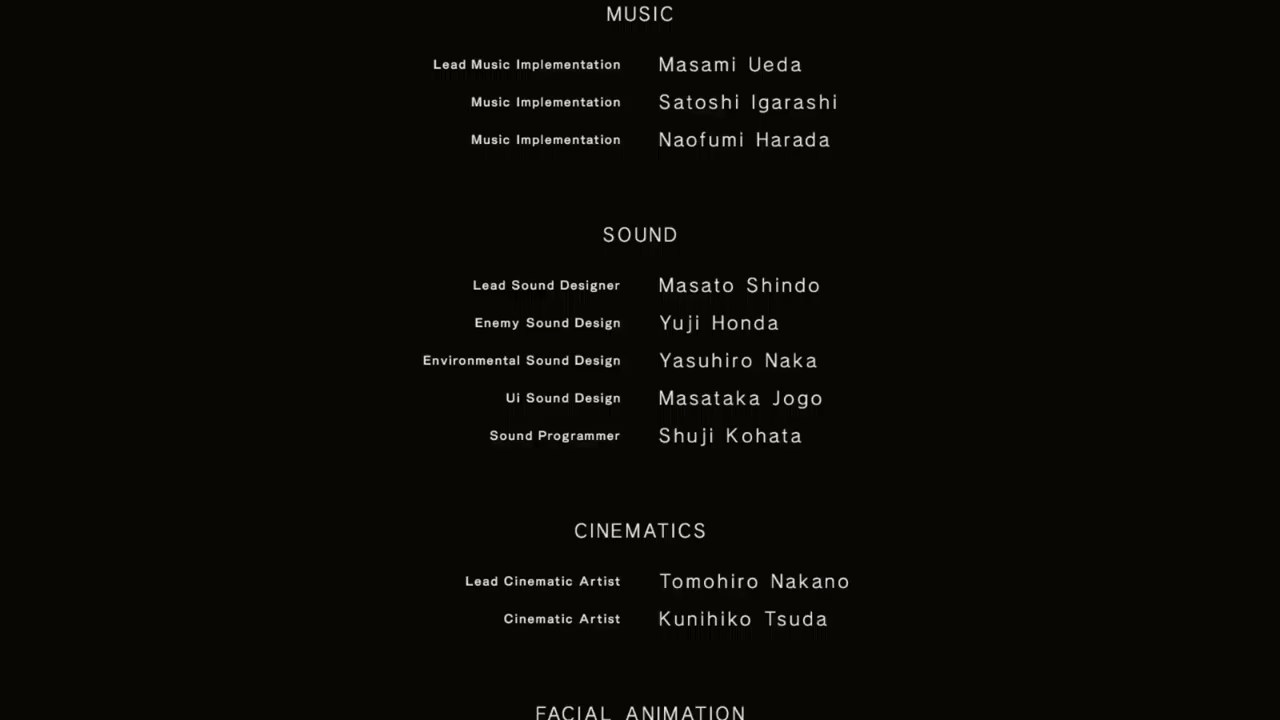 MUSIC
Lead Music Implementation Masami Ueda
Music Implementation Satoshi Igarashi
Music Implementation Naofumi Harada
SOUND
Lead Sound Designer Masato Shindo
Enemy Sound Design Yuji Honda
Environmental Sound Design Yasuhiro Naka
Ui Sound Design Masataka Jogo
Sound Programmer Shuji Kohata
CINEMATICS
Lead Cinematic Artist Tomohiro Nakano
Cinematic Artist Kunihiko Tsuda
FACIAL ANIMATION